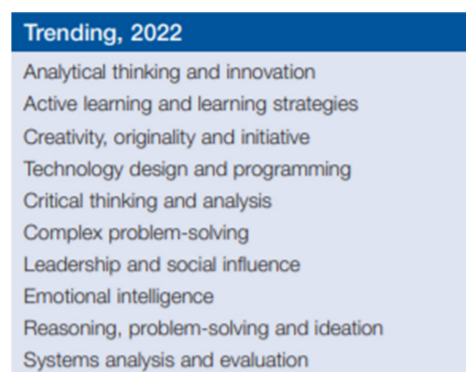 Trending, 2022
Analytical thinking and innovation
Active learning and learning strategies
Creativity, originality and initiative
Technology design and programming
Critical thinking and analysis
Complex problem-solving
Leadership and social influence
Emotional intelligence
Reasoning, problem-solving and ideation
Systems analysis and evaluation